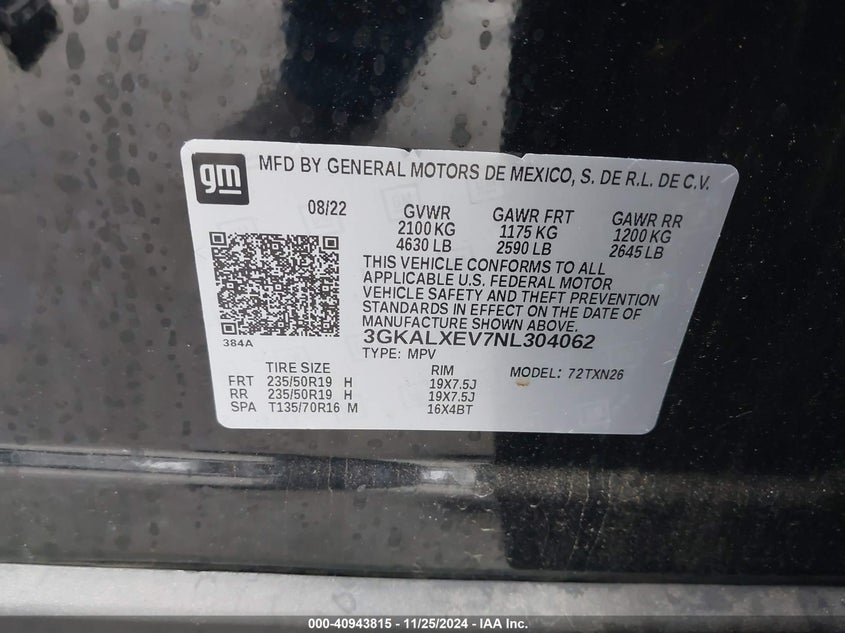 gm
MFD BY GENERAL MOTORS DE MEXICO, S. DE R.L. DE C.V.
08/22
GVWR GAWR FRT GAWR RR
2100 KG 1175 KG 1200 KG
4630 LB 2590 LB 2645 LB
THIS VEHICLE CONFORMS TO ALL
APPLICABLE U.S. FEDERAL MOTOR
VEHICLE SAFETY AND THEFT PREVENTION
STANDARDS IN EFFECT ON THE DATE OF
MANUFACTURE SHOWN ABOVE.
384A
3GKALXEV7NL304062
TYPE: MPV
TIRE SIZE RIM MODEL: 72TXN26
FRT 235/50R19 H 19X7.5J
RR 235/50R19 H 19X7.5J
SPA T135/70R16 M 16X4BT
000-40943815 - 11/25/2024 - IAA Inc.